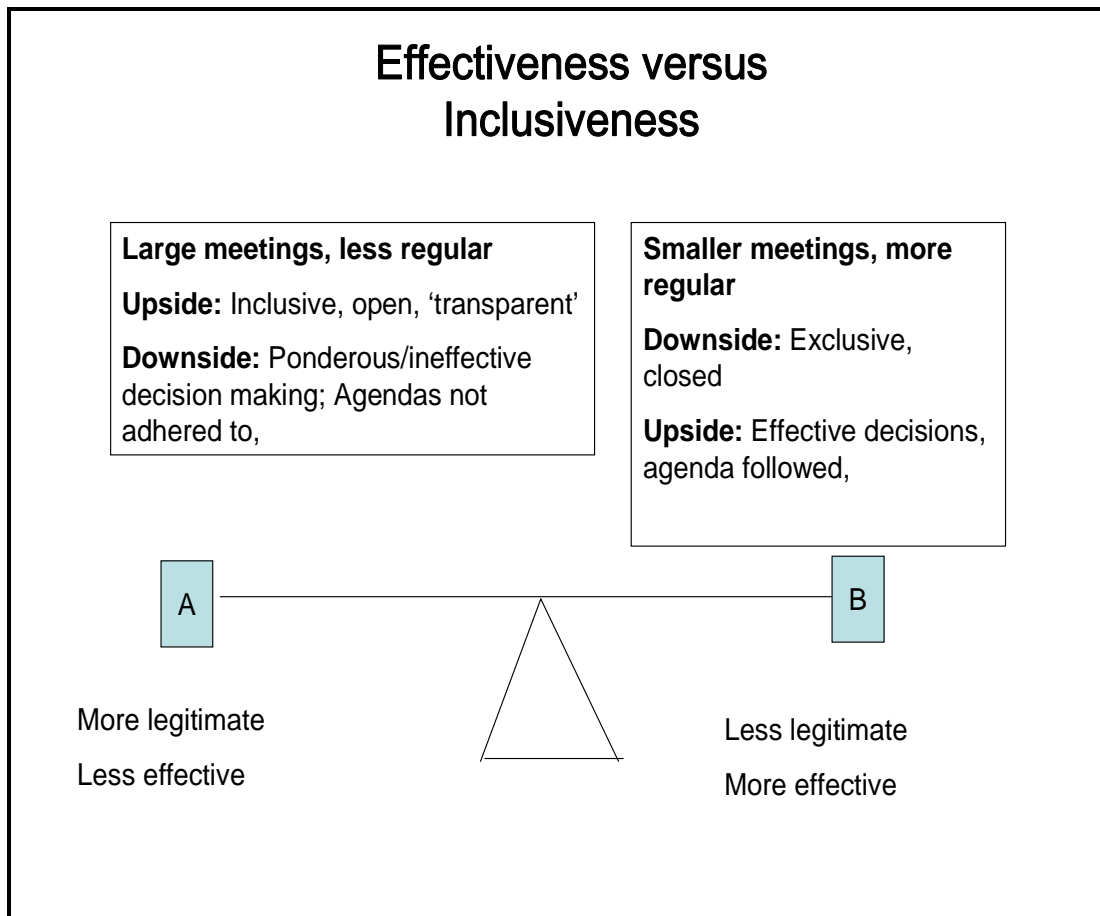 Effectiveness versus
Inclusiveness
Large meetings, less regular
Upside: Inclusive, open, ‘transparent’
Downside: Ponderous/ineffective
decision making; Agendas not
adhered to,
Smaller meetings, more
regular
Downside: Exclusive,
closed
Upside: Effective decisions,
agenda followed,
A
B
More legitimate
Less effective
Less legitimate
More effective